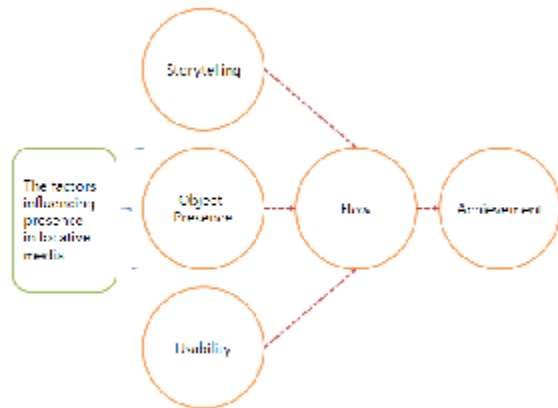 Storytelling
The factors
influencing
presence
in locative
media
Object
Presence
Flow
Achievement
Usability